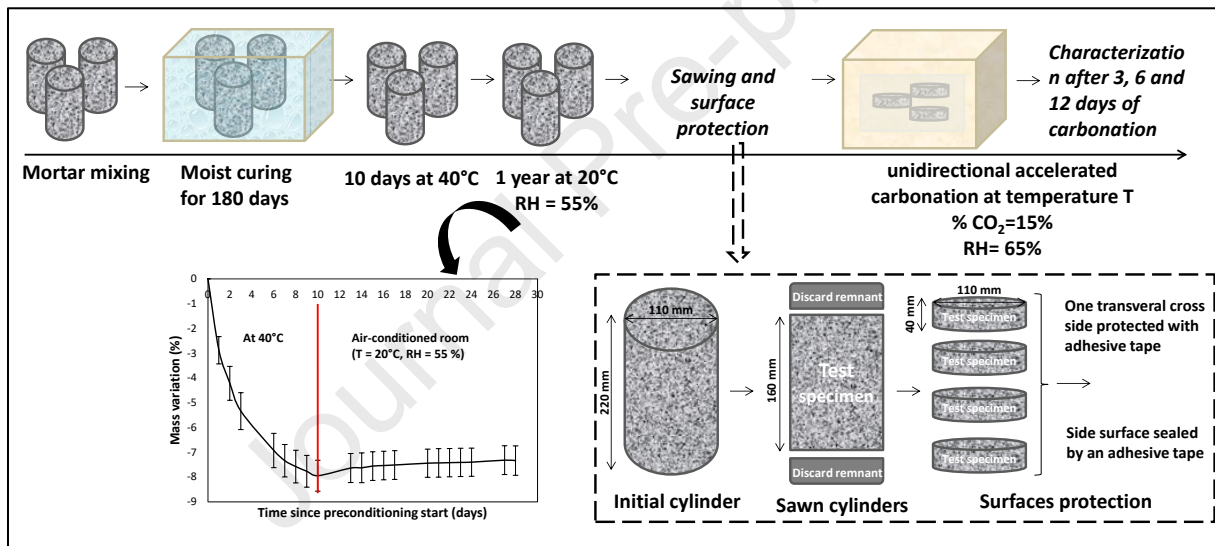 Mortar mixing
Moist curing
for 180 days
10 days at 40°C
1 year at 20°C
RH = 55%
Sawing and
surface
protection
unidirectional accelerated
carbonation at temperature T
% CO₂=15%
RH= 65%
Characterizatio
n after 3, 6 and
12 days of
carbonation
Journal Pre-p
0
-1
-2
-3
-4
-5
-6
-7
-8
-9
0 2 4 6 8 10 12 14 16 18 20 22 24 26 28 30
At 40°C
Air-conditioned room
(T = 20°C, RH = 55 %)
Mass variation (%)
Time since preconditioning start (days)
110 mm
220 mm
Initial cylinder
Discard remnant
160 mm
Test
specimen
Discard remnant
Sawn cylinders
110 mm
40 mm
Test specimen
Test specimen
Test specimen
Test specimen
Surfaces protection
One transveral cross
side protected with
adhesive tape
Side surface sealed
by an adhesive tape